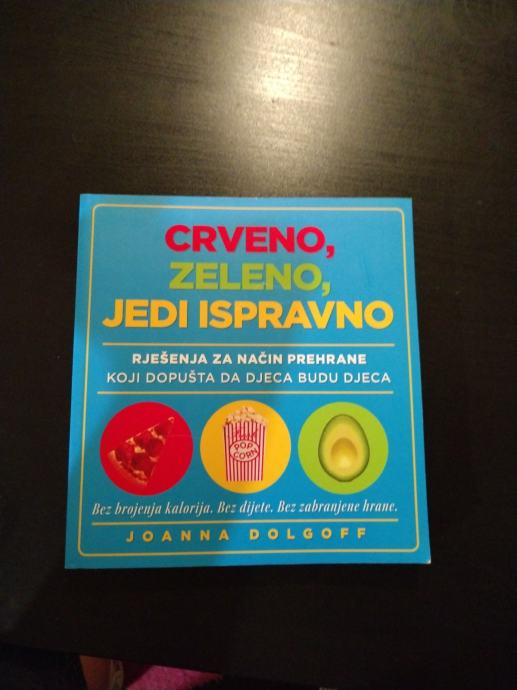 CRVENO,
ZELENO,
JEDI ISPRAVNO
RJEŠENJA ZA NAČIN PREHRANE
KOJI DOPUŠTA DA DJECA BUDU DJECA
POP
CORN
Bez brojenja kalorija. Bez dijete. Bez zabranjene hrane.
JOANNA DOLGOFF